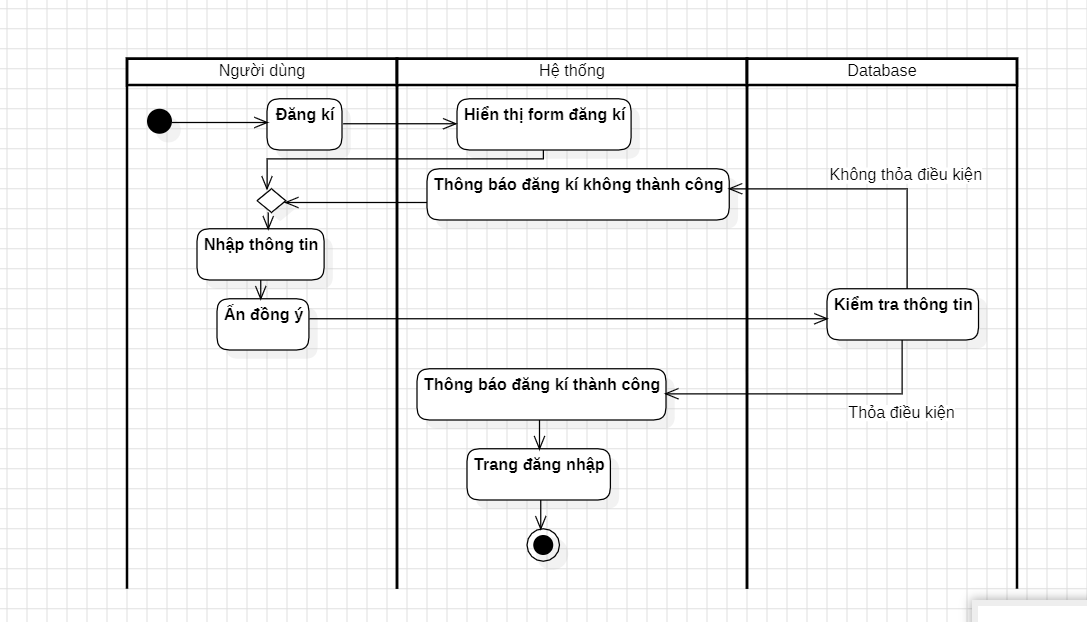 Người dùng
Hệ thống
Database
Đăng kí
Hiển thị form đăng kí
Thông báo đăng kí không thành công
Không thỏa điều kiện
Nhập thông tin
Ấn đồng ý
Kiểm tra thông tin
Thông báo đăng kí thành công
Thỏa điều kiện
Trang đăng nhập